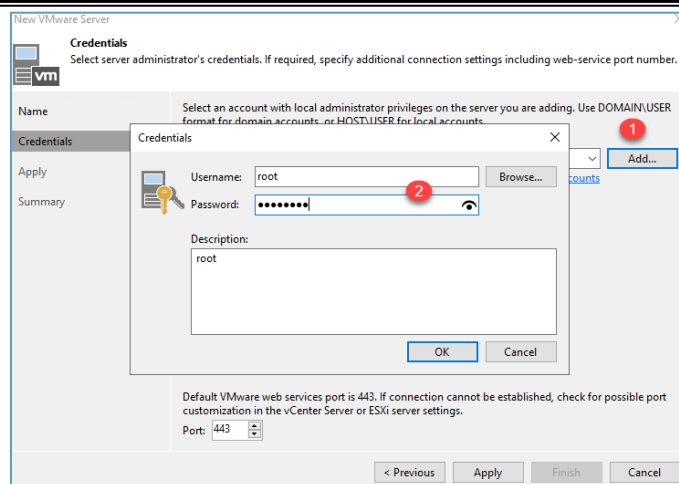 New VMware Server
Credentials
Select server administrator's credentials. If required, specify additional connection settings including web-service port number.
vm
Name
Credentials
Apply
Summary
Select an account with local administrator privileges on the server you are adding. Use DOMAIN\USER
format for domain accounts, or HOST\USER for local accounts.
1
Add...
counts
Credentials
Username: root
Browse...
2
Password: ••••••••
Description:
root
OK Cancel
Default VMware web services port is 443. If connection cannot be established, check for possible port
customization in the vCenter Server or ESXi server settings.
Port: 443
< Previous Apply Finish Cancel